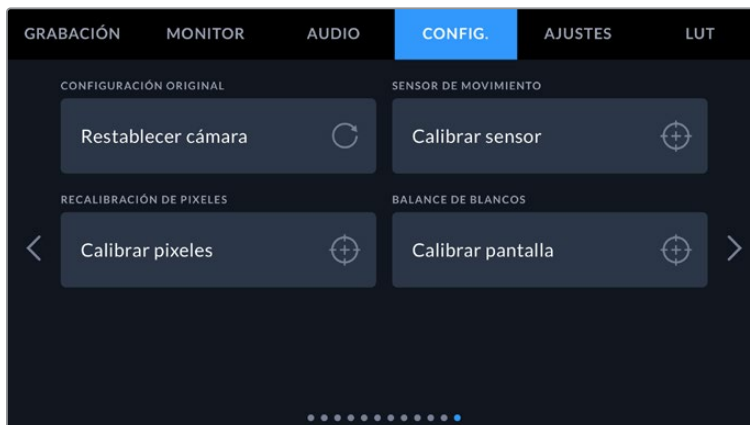 GRABACIÓN MONITOR AUDIO CONFIG. AJUSTES LUT
CONFIGURACIÓN ORIGINAL SENSOR DE MOVIMIENTO
Restablecer cámara Calibrar sensor
RECALIBRACIÓN DE PIXELES BALANCE DE BLANCOS
Calibrar pixeles Calibrar pantalla